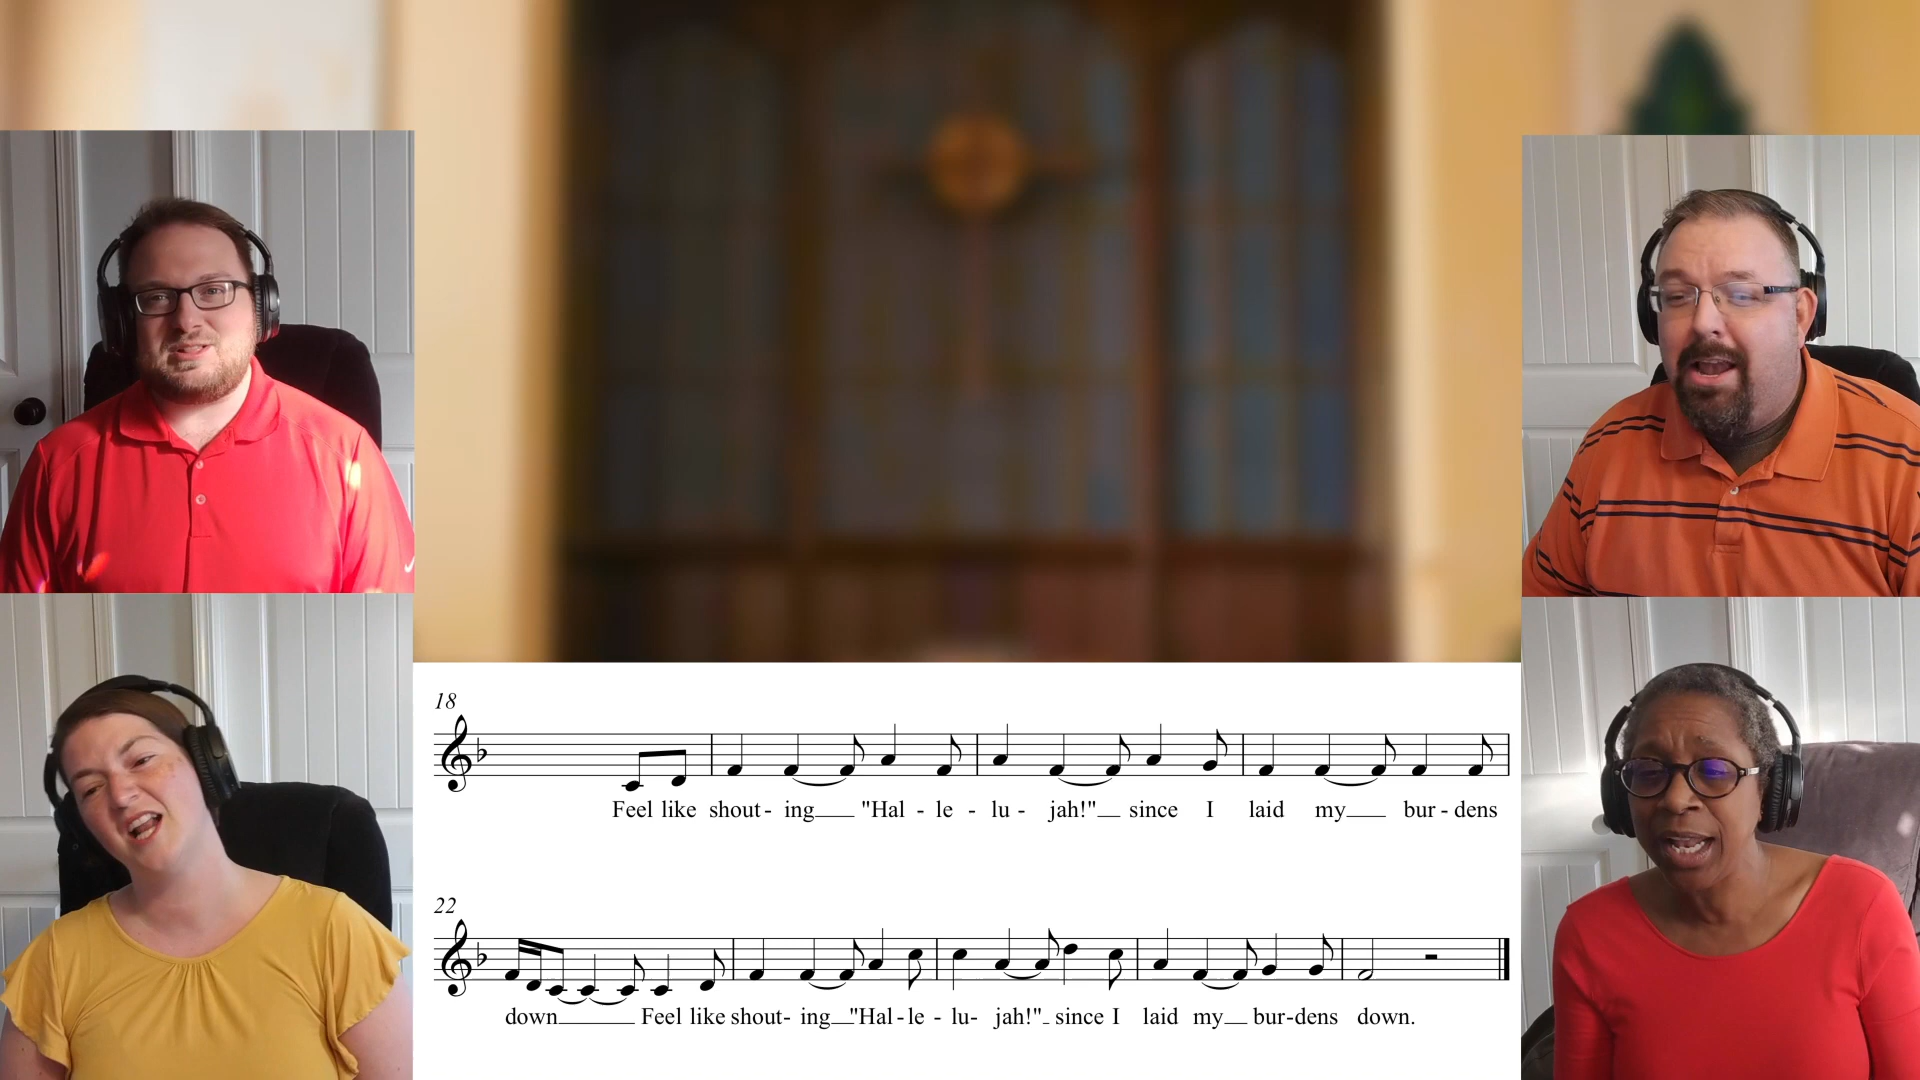 18
Feel like shout- ing "Hal - le - lu - jah!" since I laid my bur - dens
22
down Feel like shout- ing "Hal - le - lu- jah!" since I laid my bur-dens down.